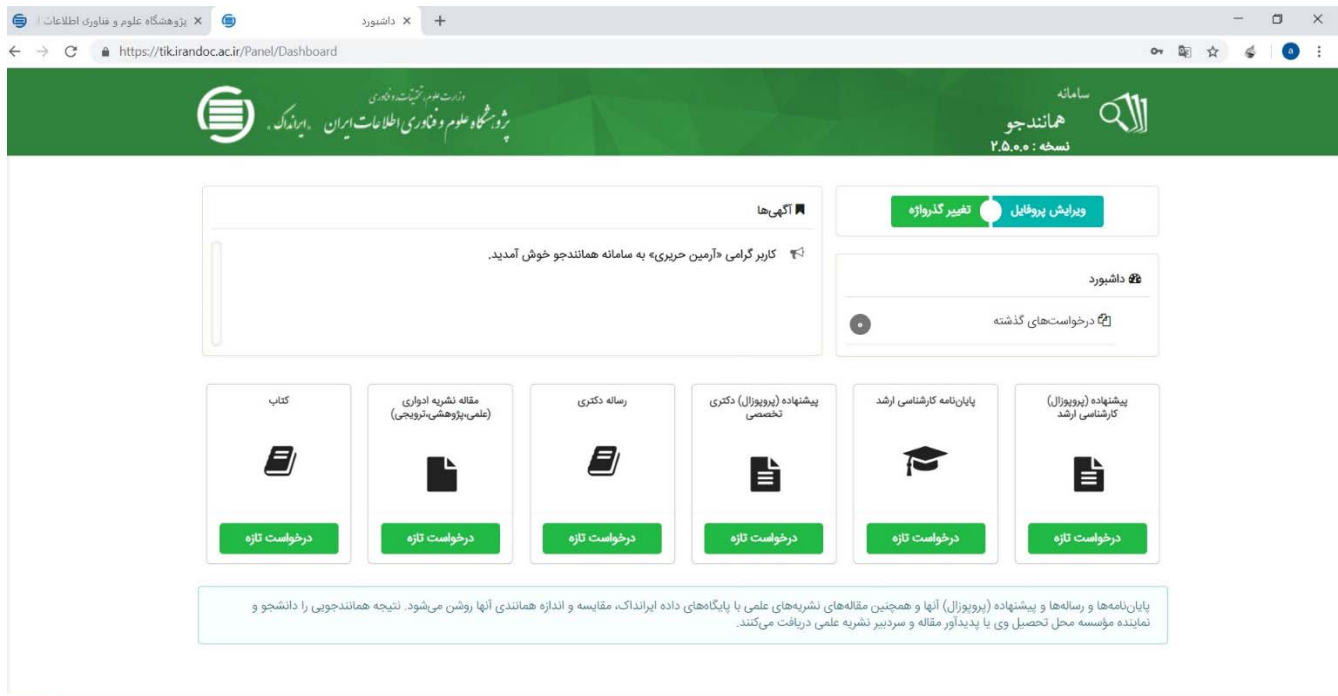 پژوهشگاه علوم و فناوری اطلاعات ا
داشبورد
https://tik.irandoc.ac.ir/Panel/Dashboard
a
سامانه
همانندجو
نسخه : ۲.۵.۰.۰
وزارت علوم، تحقیقات و فناوری
پژوهشگاه علوم و فناوری اطلاعات ایران .ایرانداک.
ویرایش پروفایل
تغییر گذرواژه
آگهی‌ها
کاربر گرامی «آرمین حریری» به سامانه همانندجو خوش آمدید.
داشبورد
درخواست‌های گذشته
۰
پیشنهاده (پروپوزال)
کارشناسی ارشد
درخواست تازه
پایان‌نامه کارشناسی ارشد
درخواست تازه
پیشنهاده (پروپوزال) دکتری
تخصصی
درخواست تازه
رساله دکتری
درخواست تازه
مقاله نشریه ادواری
(علمی،پژوهشی،ترویجی)
درخواست تازه
کتاب
درخواست تازه
پایان‌نامه‌ها و رساله‌ها و پیشنهاده (پروپوزال) آنها و همچنین مقاله‌های نشریه‌های علمی با پایگاه‌های داده ایرانداک، مقایسه و اندازه همانندی آنها روشن می‌شود. نتیجه همانندجویی را دانشجو و
نماینده مؤسسه محل تحصیل وی یا پدیدآور مقاله و سردبیر نشریه علمی دریافت می‌کنند.